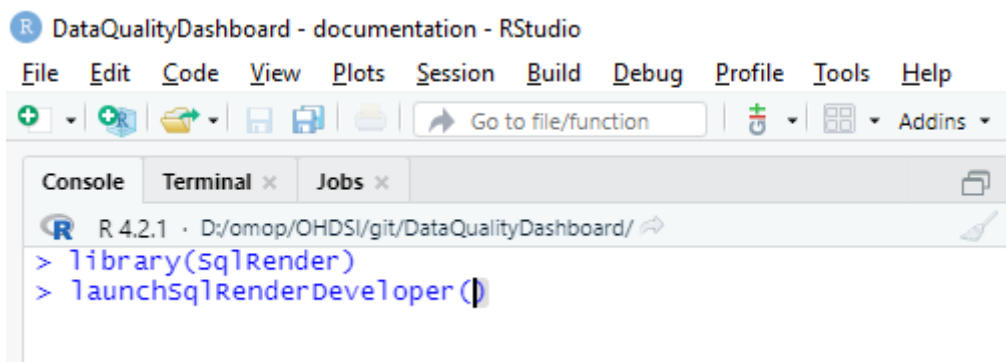 R DataQualityDashboard - documentation - RStudio
File Edit Code View Plots Session Build Debug Profile Tools Help
Go to file/function Addins
Console Terminal × Jobs ×
R R 4.2.1 · D:/omop/OHDSI/git/DataQualityDashboard/
> library(SqlRender)
> launchSqlRenderDeveloper()